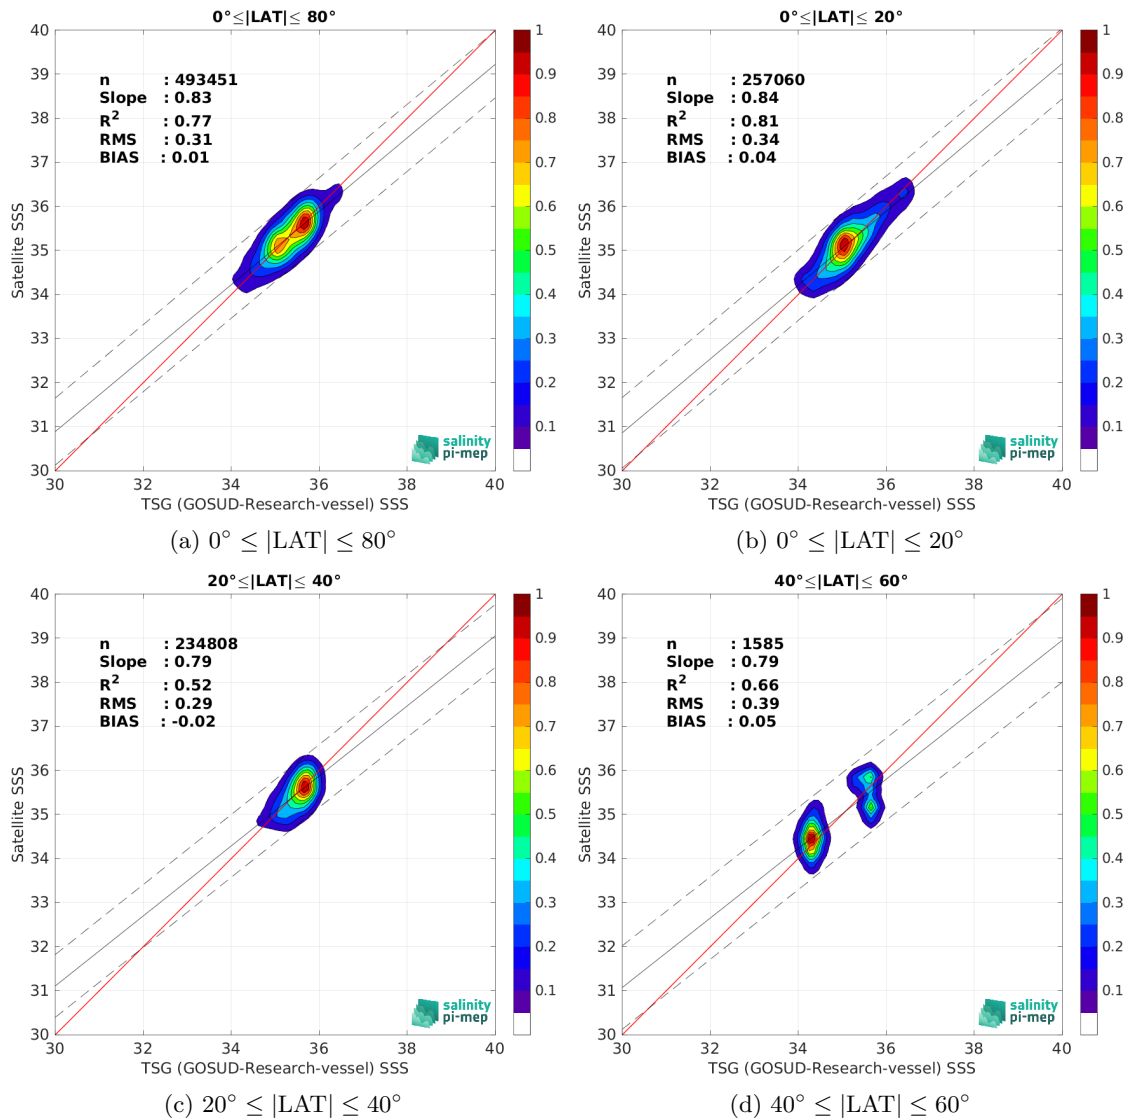 0°≤|LAT|≤ 80°
40
39
38
37
36
35
34
33
32
31
30
30 32 34 36 38 40
Satellite SSS
TSG (GOSUD-Research-vessel) SSS
n : 493451
Slope : 0.83
R2 : 0.77
RMS : 0.31
BIAS : 0.01
1
0.9
0.8
0.7
0.6
0.5
0.4
0.3
0.2
0.1
salinity
pi-mep
(a) 0° ≤ |LAT| ≤ 80°
0°≤|LAT|≤ 20°
40
39
38
37
36
35
34
33
32
31
30
30 32 34 36 38 40
Satellite SSS
TSG (GOSUD-Research-vessel) SSS
n : 257060
Slope : 0.84
R2 : 0.81
RMS : 0.34
BIAS : 0.04
1
0.9
0.8
0.7
0.6
0.5
0.4
0.3
0.2
0.1
salinity
pi-mep
(b) 0° ≤ |LAT| ≤ 20°
20°≤|LAT|≤ 40°
40
39
38
37
36
35
34
33
32
31
30
30 32 34 36 38 40
Satellite SSS
TSG (GOSUD-Research-vessel) SSS
n : 234808
Slope : 0.79
R2 : 0.52
RMS : 0.29
BIAS : -0.02
1
0.9
0.8
0.7
0.6
0.5
0.4
0.3
0.2
0.1
salinity
pi-mep
(c) 20° ≤ |LAT| ≤ 40°
40°≤|LAT|≤ 60°
40
39
38
37
36
35
34
33
32
31
30
30 32 34 36 38 40
Satellite SSS
TSG (GOSUD-Research-vessel) SSS
n : 1585
Slope : 0.79
R2 : 0.66
RMS : 0.39
BIAS : 0.05
1
0.9
0.8
0.7
0.6
0.5
0.4
0.3
0.2
0.1
salinity
pi-mep
(d) 40° ≤ |LAT| ≤ 60°